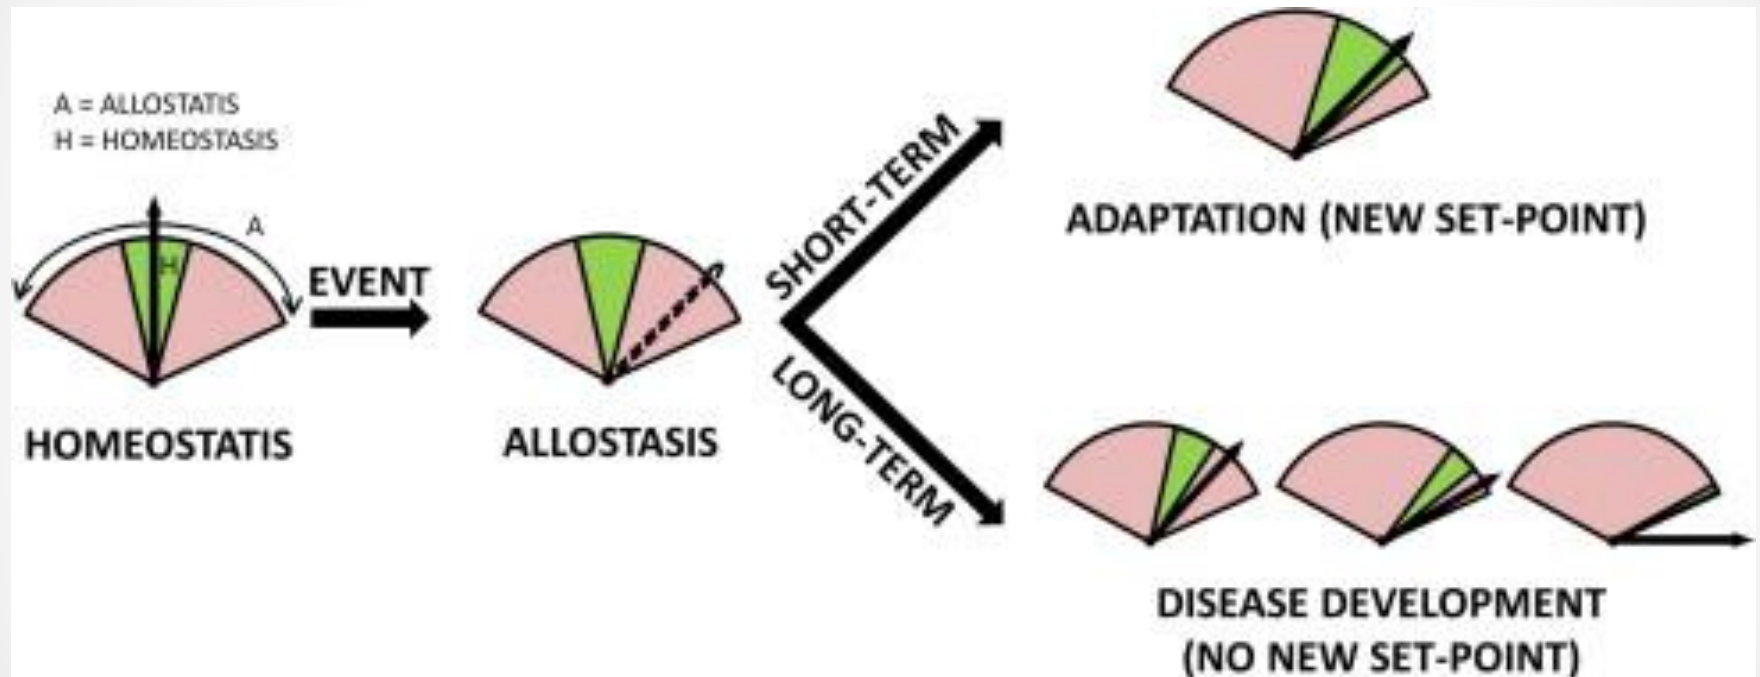 A = ALLOSTATIS
H = HOMEOSTASIS
A
H
HOMEOSTATIS
EVENT
ALLOSTASIS
SHORT-TERM
LONG-TERM
ADAPTATION (NEW SET-POINT)
DISEASE DEVELOPMENT
(NO NEW SET-POINT)